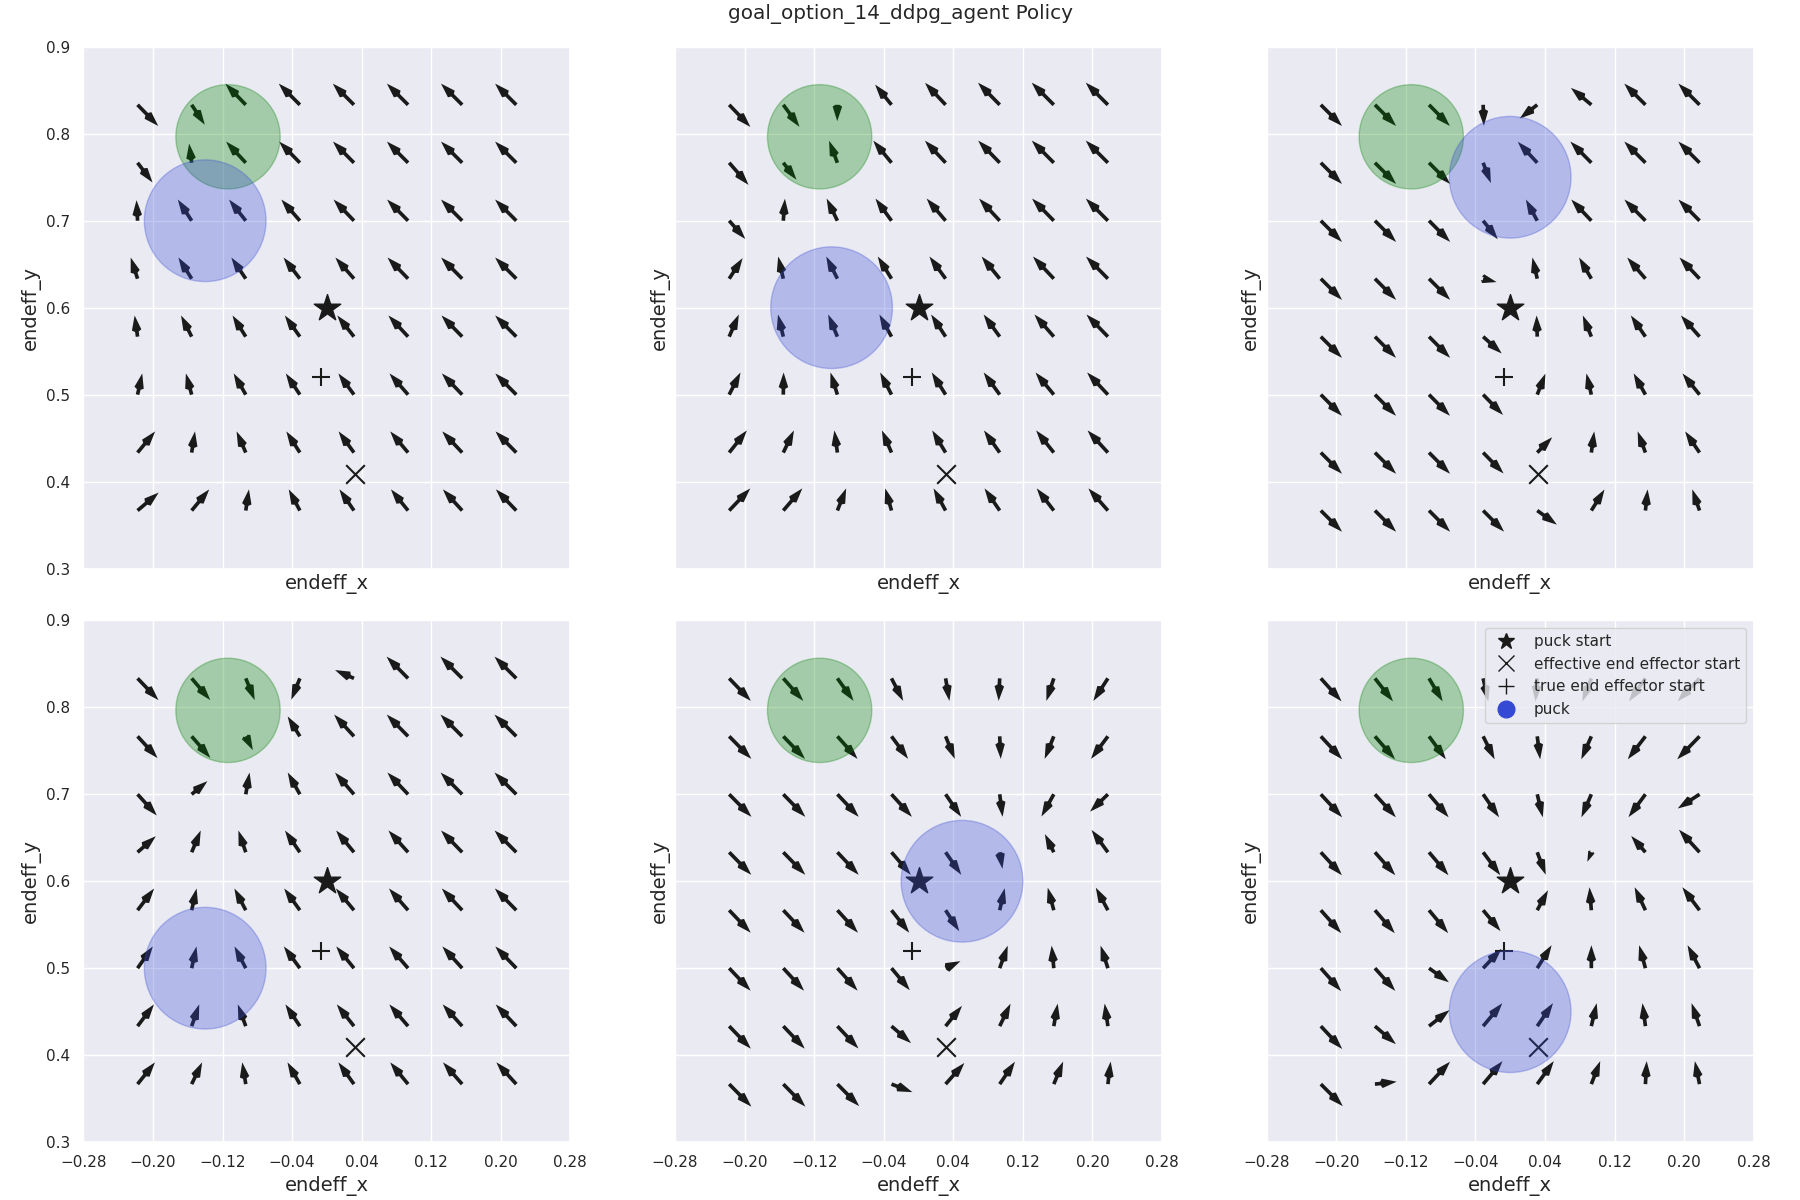 goal_option_14_ddpg_agent Policy
0.9
0.8
0.7
0.6
0.5
0.4
0.3
endeff_y
endeff_x
endeff_y
endeff_x
endeff_y
endeff_x
0.9
0.8
0.7
0.6
0.5
0.4
0.3
endeff_y
−0.28 −0.20 −0.12 −0.04 0.04 0.12 0.20 0.28
endeff_x
endeff_y
−0.28 −0.20 −0.12 −0.04 0.04 0.12 0.20 0.28
endeff_x
endeff_y
puck start
effective end effector start
true end effector start
puck
−0.28 −0.20 −0.12 −0.04 0.04 0.12 0.20 0.28
endeff_x